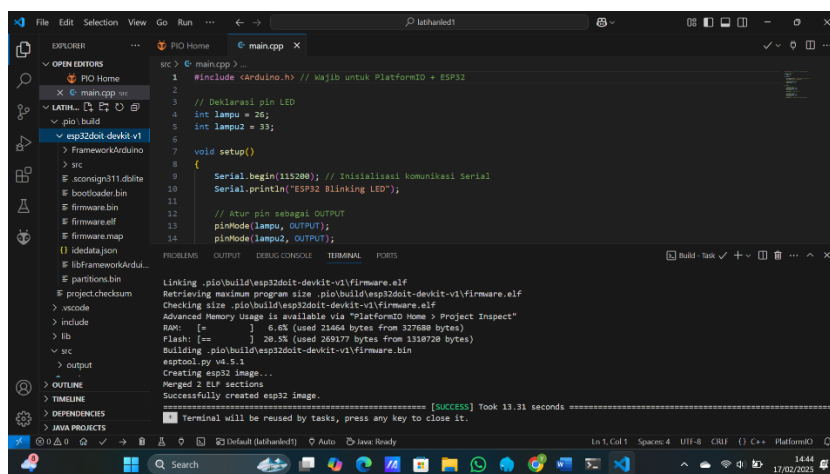 File Edit Selection View Go Run ... latihanled1
EXPLORER ...
OPEN EDITORS
PIO Home
main.cpp src
LATIH...
.pio\build
esp32doit-devkit-v1
FrameworkArduino
src
.sconsign311.dblite
bootloader.bin
firmware.bin
firmware.elf
firmware.map
idedata.json
libFrameworkArdui...
partitions.bin
project.checksum
.vscode
include
lib
src
output
OUTLINE
TIMELINE
DEPENDENCIES
JAVA PROJECTS
PIO Home main.cpp
src > main.cpp > ...
1 #include <Arduino.h> // Wajib untuk PlatformIO + ESP32
2
3 // Deklarasi pin LED
4 int lampu = 26;
5 int lampu2 = 33;
6
7 void setup()
8 {
9 Serial.begin(115200); // Inisialisasi komunikasi Serial
10 Serial.println("ESP32 Blinking LED");
11
12 // Atur pin sebagai OUTPUT
13 pinMode(lampu, OUTPUT);
14 pinMode(lampu2, OUTPUT);
PROBLEMS OUTPUT DEBUG CONSOLE TERMINAL PORTS Build - Task
Linking .pio\build\esp32doit-devkit-v1\firmware.elf
Retrieving maximum program size .pio\build\esp32doit-devkit-v1\firmware.elf
Checking size .pio\build\esp32doit-devkit-v1\firmware.elf
Advanced Memory Usage is available via "PlatformIO Home > Project Inspect"
RAM: [= ] 6.6% (used 21464 bytes from 327680 bytes)
Flash: [== ] 20.5% (used 269177 bytes from 1310720 bytes)
Building .pio\build\esp32doit-devkit-v1\firmware.bin
esptool.py v4.5.1
Creating esp32 image...
Merged 2 ELF sections
Successfully created esp32 image.
[SUCCESS] Took 13.31 seconds
* Terminal will be reused by tasks, press any key to close it.
0 0 0 Default (latihanled1) Auto Java: Ready Ln 1, Col 1 Spaces: 4 UTF-8 CRLF {} C++ PlatformIO
8 Search 14:44
17/02/2025